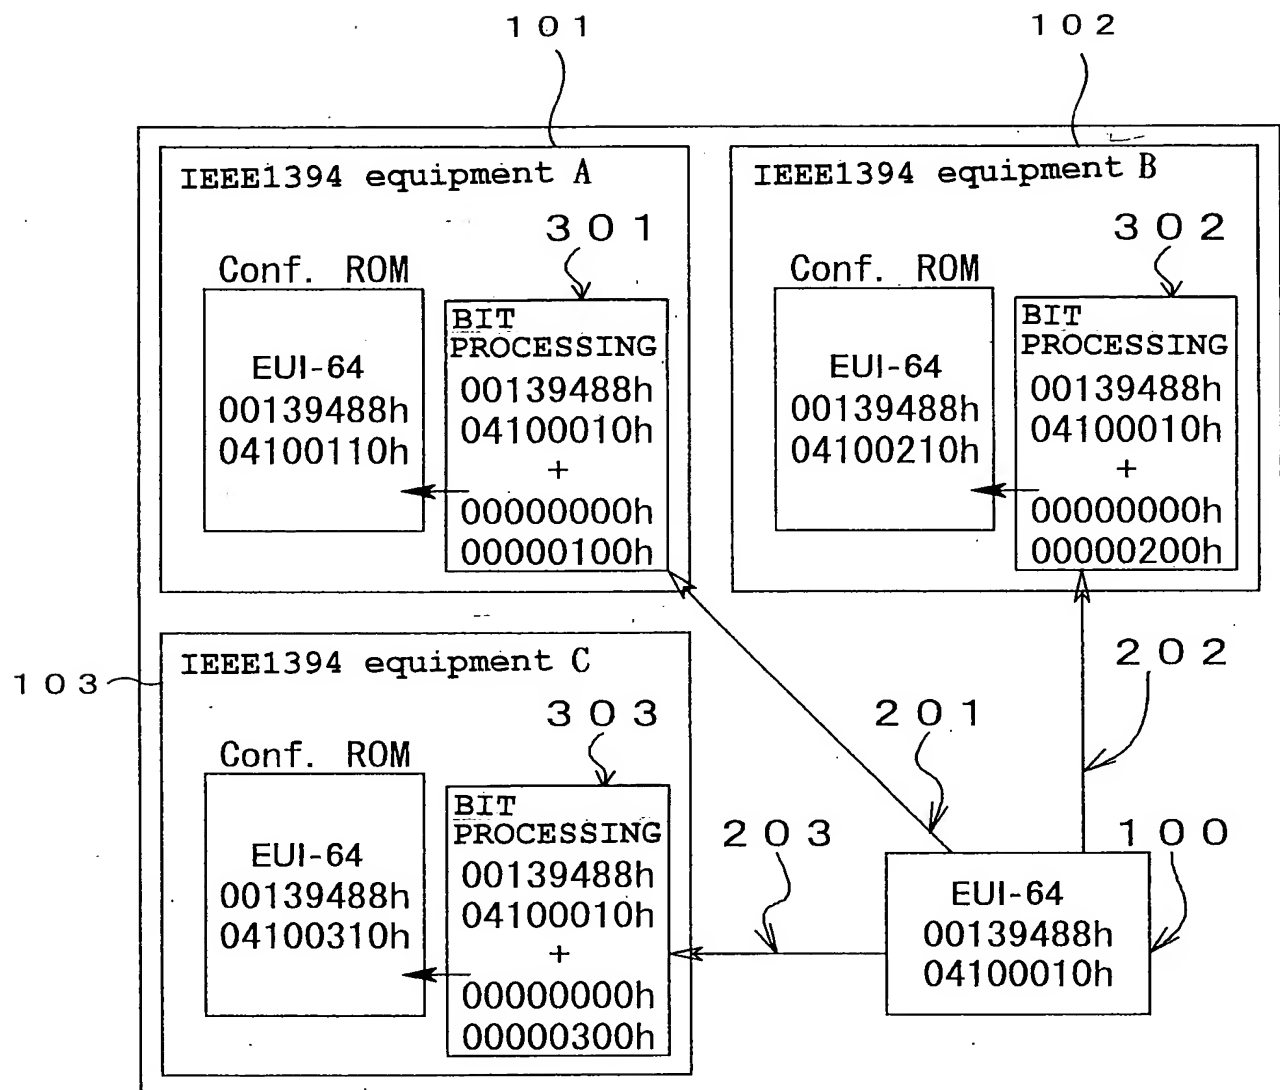 101
102
IEEE1394 equipment A
301
Conf. ROM
EUI-64
00139488h
04100110h
BIT
PROCESSING
00139488h
04100010h
+
00000000h
00000100h
IEEE1394 equipment B
302
Conf. ROM
EUI-64
00139488h
04100210h
BIT
PROCESSING
00139488h
04100010h
+
00000000h
00000200h
103
IEEE1394 equipment C
303
Conf. ROM
EUI-64
00139488h
04100310h
BIT
PROCESSING
00139488h
04100010h
+
00000000h
00000300h
201
202
203
100
EUI-64
00139488h
04100010h